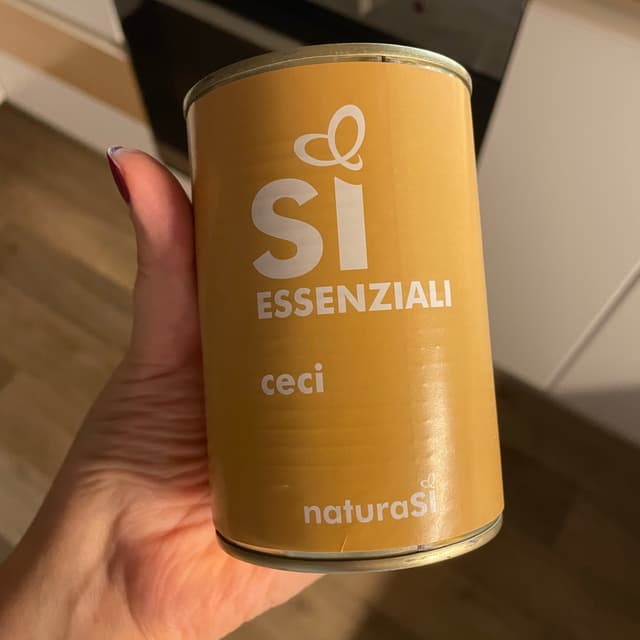 sì
ESSENZIALI
ceci
naturasì